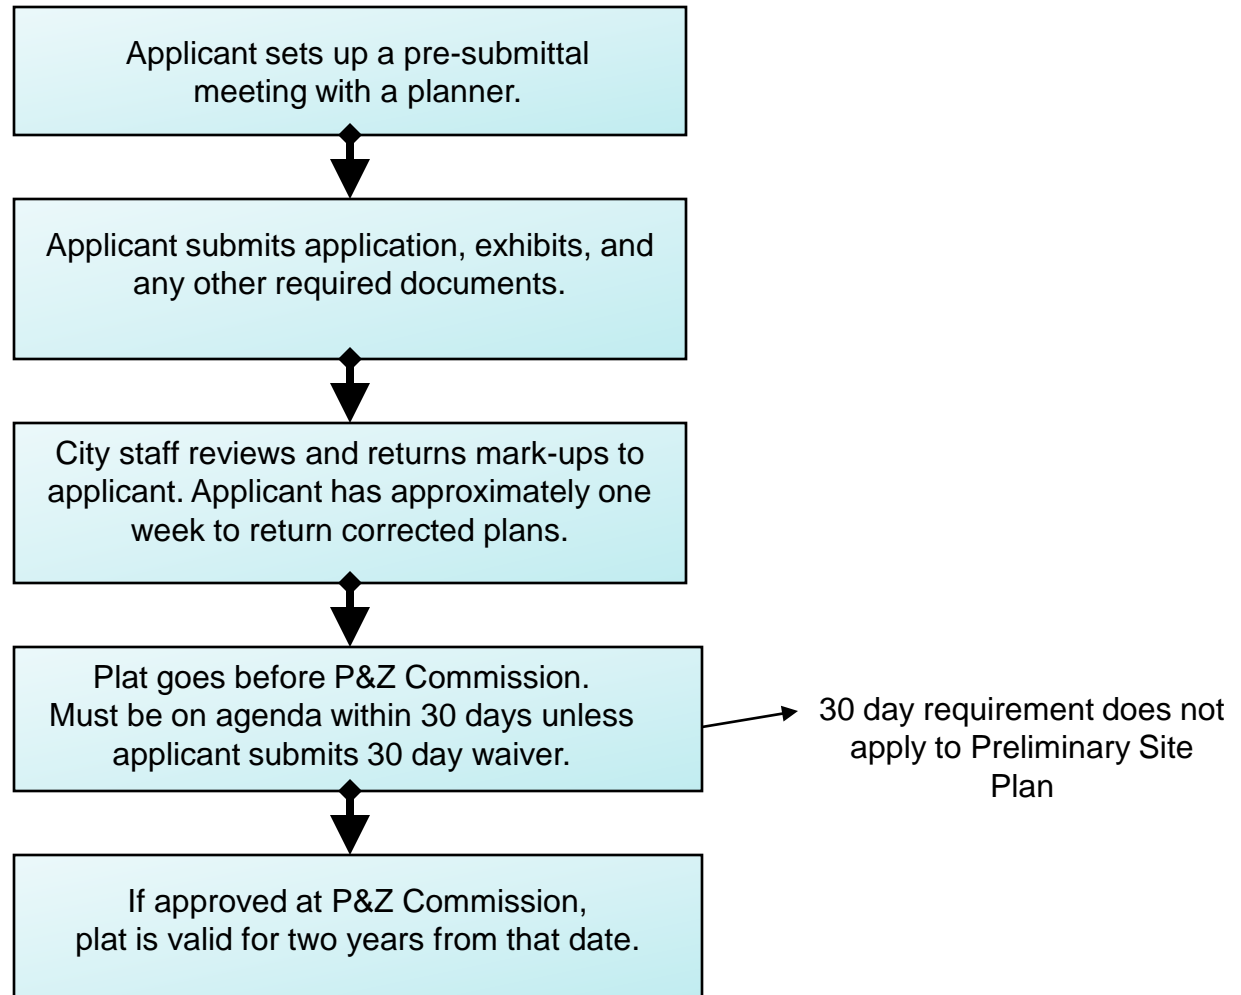 Applicant sets up a pre-submittal
meeting with a planner.
Applicant submits application, exhibits, and
any other required documents.
City staff reviews and returns mark-ups to
applicant. Applicant has approximately one
week to return corrected plans.
Plat goes before P&Z Commission.
Must be on agenda within 30 days unless
applicant submits 30 day waiver.
30 day requirement does not
apply to Preliminary Site
Plan
If approved at P&Z Commission,
plat is valid for two years from that date.